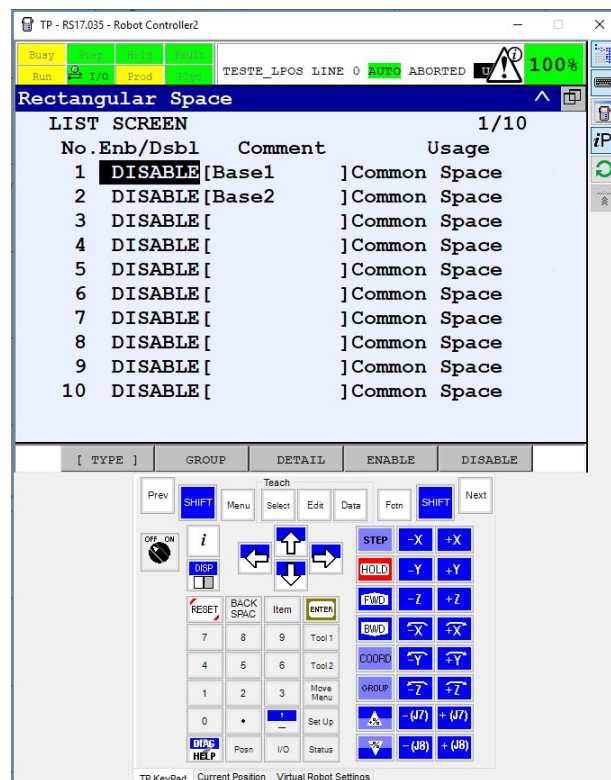 TP - RS17.035 - Robot Controller2
Busy Step Hold Fault
Run I/O Prod TCyc
TESTE_LPOS LINE 0 AUTO ABORTED
100%
Rectangular Space
LIST SCREEN 1/10
No.Enb/Dsbl Comment Usage
1 DISABLE[Base1 ]Common Space
2 DISABLE[Base2 ]Common Space
3 DISABLE[ ]Common Space
4 DISABLE[ ]Common Space
5 DISABLE[ ]Common Space
6 DISABLE[ ]Common Space
7 DISABLE[ ]Common Space
8 DISABLE[ ]Common Space
9 DISABLE[ ]Common Space
10 DISABLE[ ]Common Space
[ TYPE ] GROUP DETAIL ENABLE DISABLE
iP
Teach
Prev SHIFT Menu Select Edit Data Fctn SHIFT Next
OFF ON i STEP -X +X
DISP HOLD -Y +Y
RESET BACK SPAC Item ENTER FWD -Z +Z
7 8 9 Tool 1 BWD -X +X
4 5 6 Tool 2 COORD -Y +Y
1 2 3 Move Menu GROUP -Z +Z
0 . , - Set Up % -(J7) +(J7)
DIAG HELP Posn I/O Status % -(J8) +(J8)
TP KeyPad Current Position Virtual Robot Settings